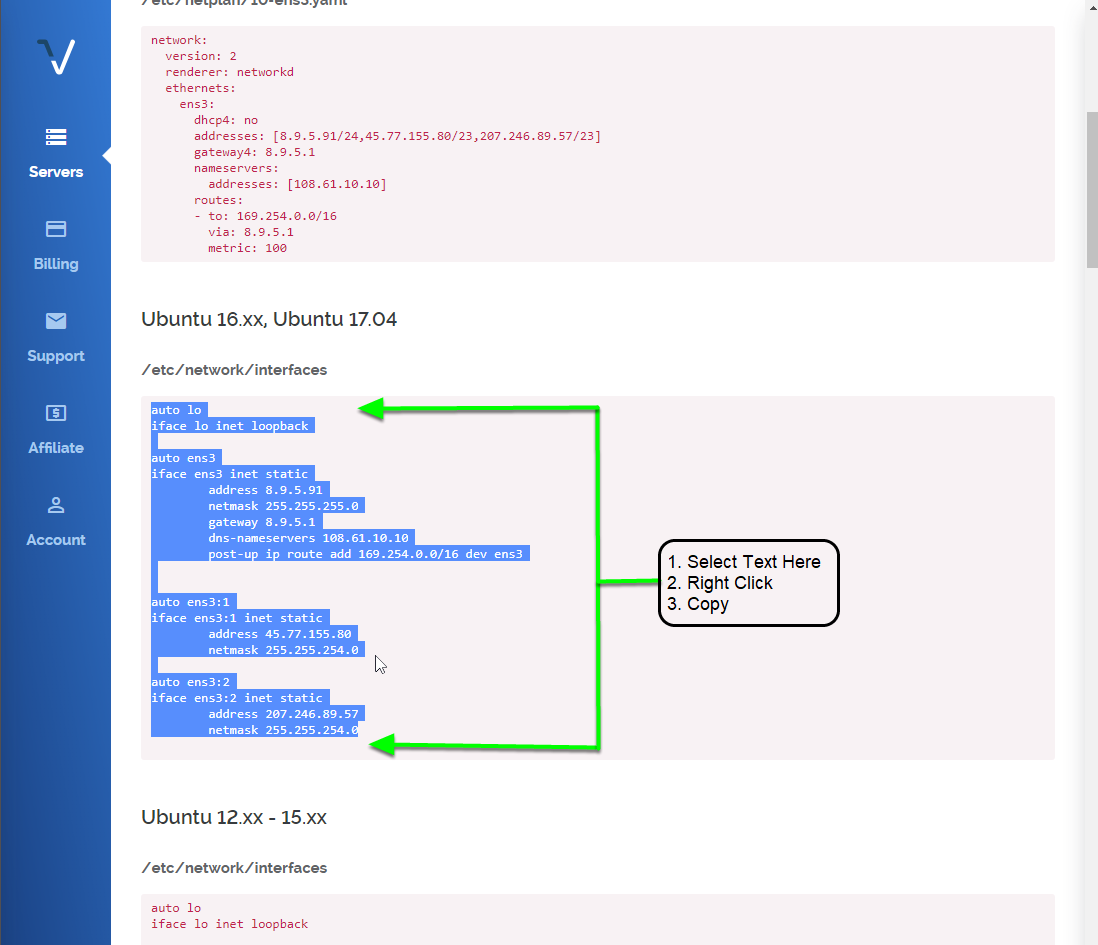 /etc/netplan/10-ens3.yaml
network:
  version: 2
  renderer: networkd
  ethernets:
    ens3:
      dhcp4: no
      addresses: [8.9.5.91/24,45.77.155.80/23,207.246.89.57/23]
      gateway4: 8.9.5.1
      nameservers:
        addresses: [108.61.10.10]
      routes:
      - to: 169.254.0.0/16
        via: 8.9.5.1
        metric: 100
Servers
Billing
Support
Affiliate
Account
Ubuntu 16.xx, Ubuntu 17.04
/etc/network/interfaces
auto lo
iface lo inet loopback
auto ens3
iface ens3 inet static
        address 8.9.5.91
        netmask 255.255.255.0
        gateway 8.9.5.1
        dns-nameservers 108.61.10.10
        post-up ip route add 169.254.0.0/16 dev ens3
auto ens3:1
iface ens3:1 inet static
        address 45.77.155.80
        netmask 255.255.254.0
auto ens3:2
iface ens3:2 inet static
        address 207.246.89.57
        netmask 255.255.254.0
1. Select Text Here
2. Right Click
3. Copy
Ubuntu 12.xx - 15.xx
/etc/network/interfaces
auto lo
iface lo inet loopback